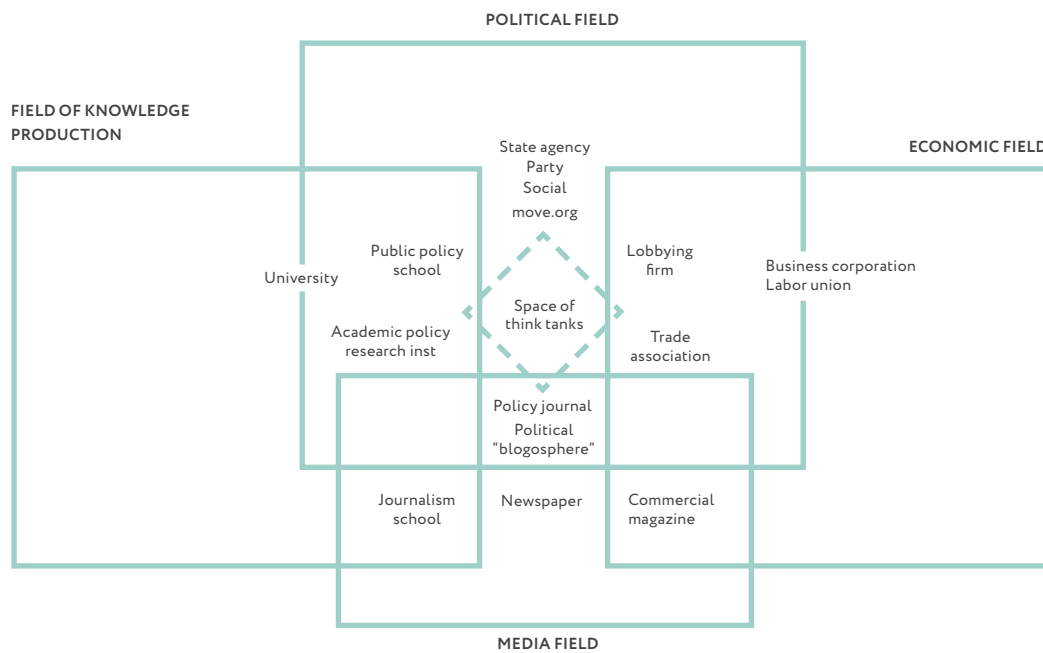 POLITICAL FIELD
FIELD OF KNOWLEDGE
PRODUCTION
ECONOMIC FIELD
State agency
Party
Social
move.org
Public policy
school
Lobbying
firm
University
Business corporation
Labor union
Space of
think tanks
Academic policy
research inst
Trade
association
Policy journal
Political
“blogosphere”
Journalism
school
Newspaper
Commercial
magazine
MEDIA FIELD